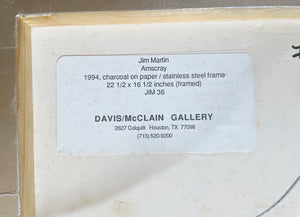 Jim Martin
Amscray
1994, charcoal on paper / stainless steel frame
22 1/2 x 16 1/2 inches (framed)
JIM 36
DAVIS/McCLAIN GALLERY
2627 Colquitt Houston, TX 77098
(713) 520-9200